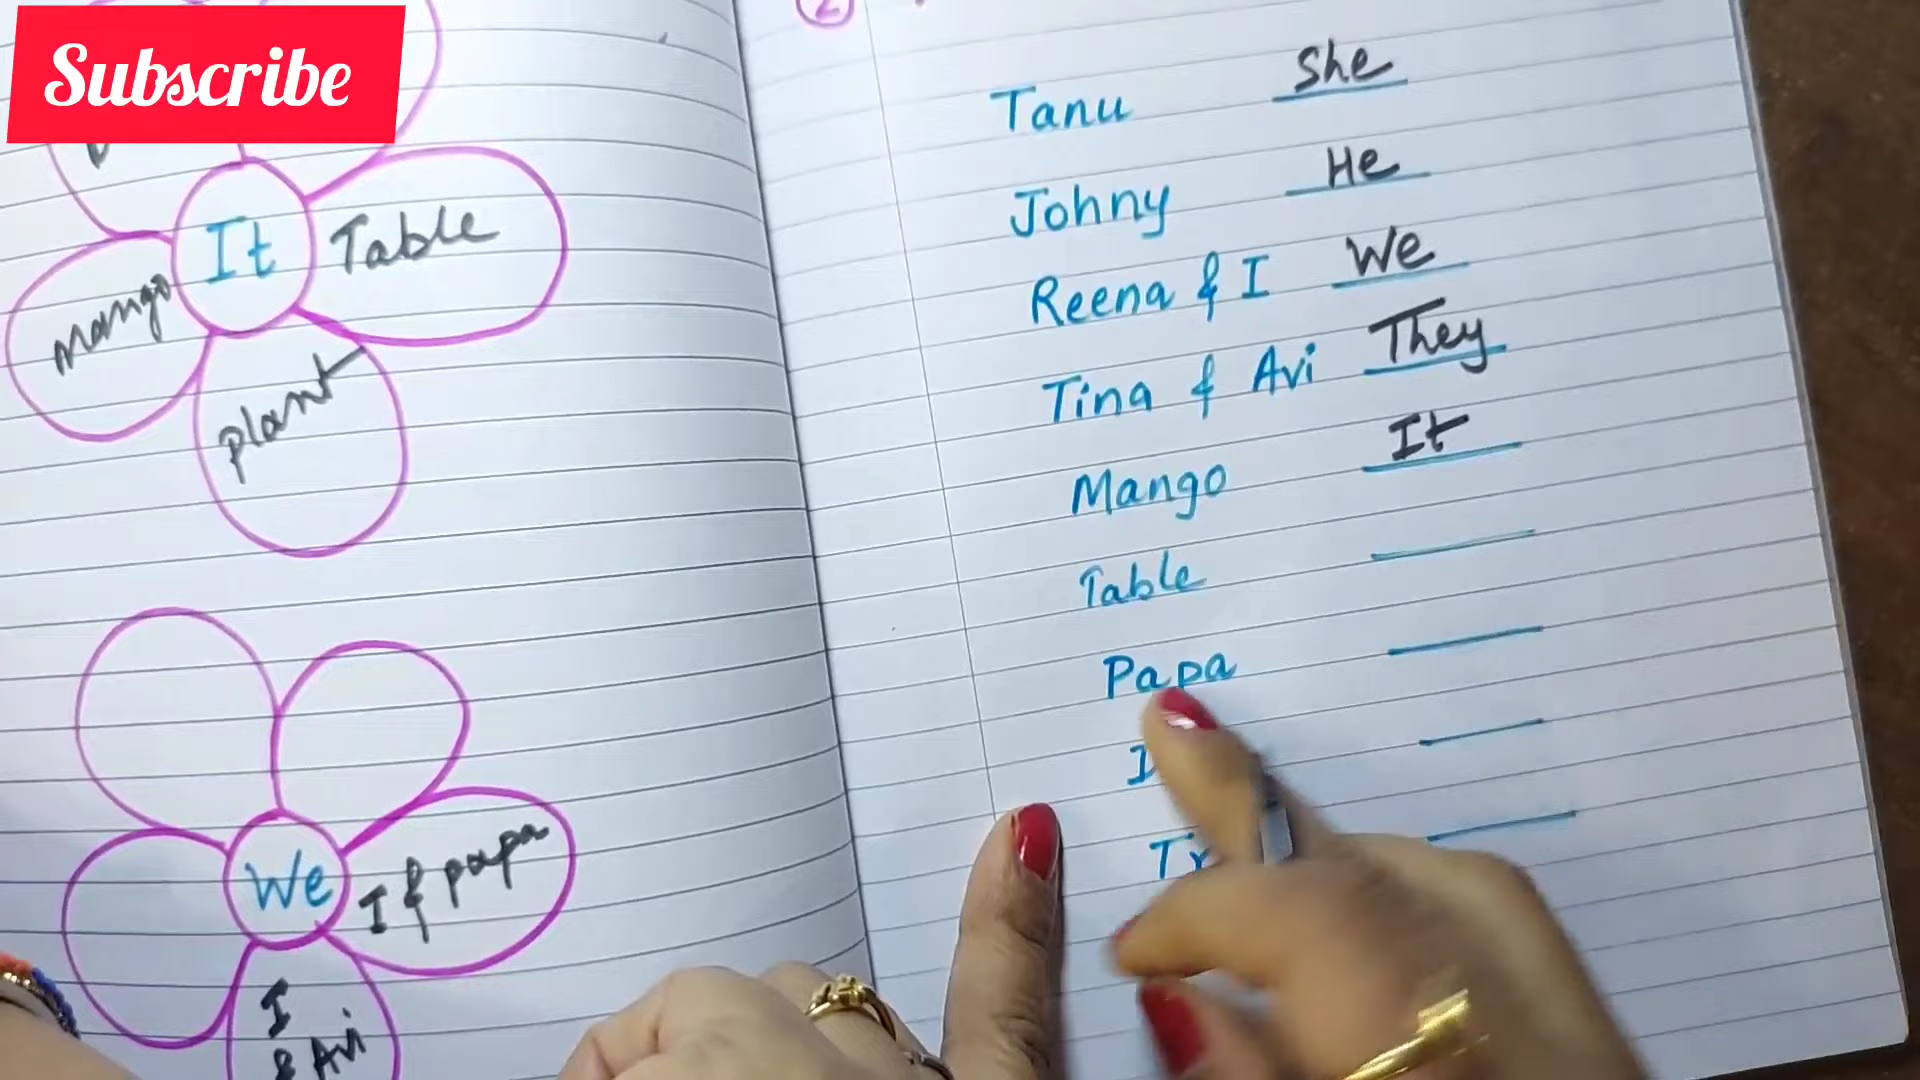 Subscribe
It
Table
mango
plant
We
I & papa
I
& Avi
2
Tanu She
Johny He
Reena & I We
Tina & Avi They
Mango It
Table
Papa